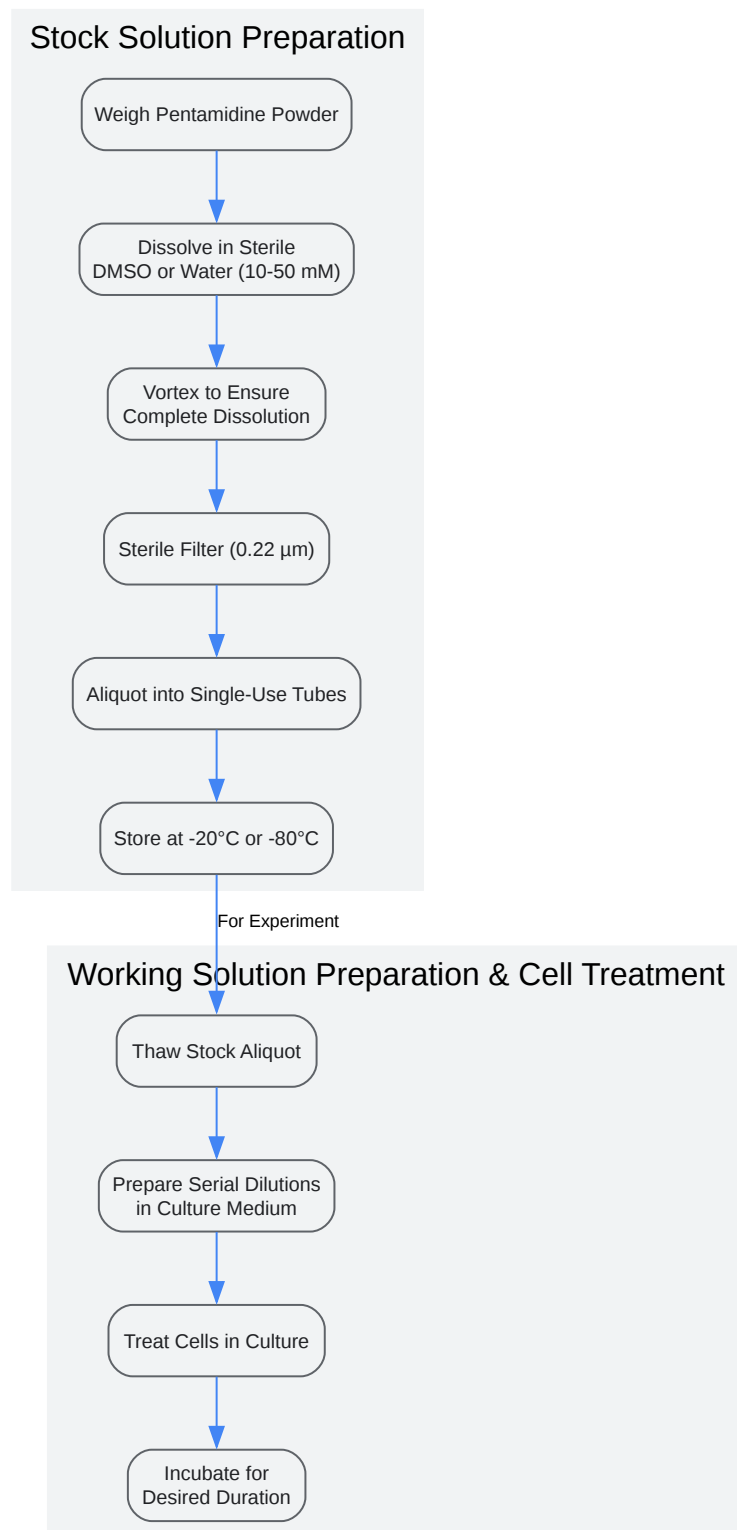 Stock Solution Preparation
Weigh Pentamidine Powder
Dissolve in Sterile
DMSO or Water (10-50 mM)
Vortex to Ensure
Complete Dissolution
Sterile Filter (0.22 µm)
Aliquot into Single-Use Tubes
Store at -20°C or -80°C
For Experiment
Working Solution Preparation & Cell Treatment
Thaw Stock Aliquot
Prepare Serial Dilutions
in Culture Medium
Treat Cells in Culture
Incubate for
Desired Duration